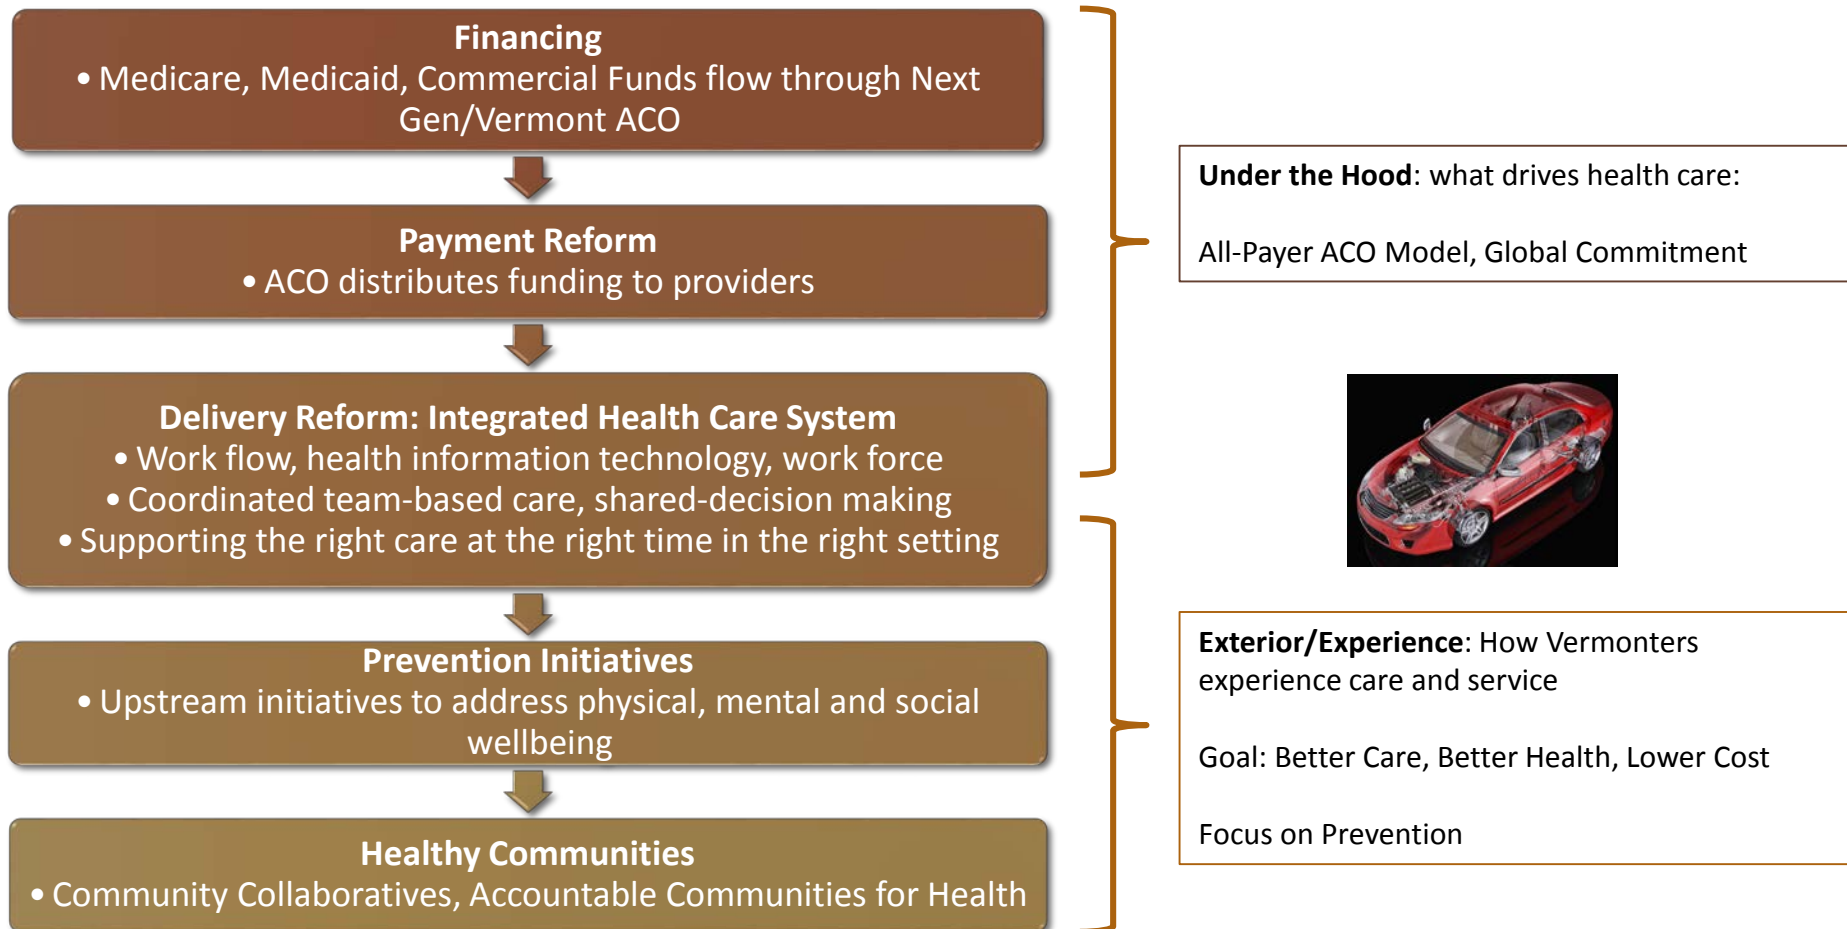 Financing
• Medicare, Medicaid, Commercial Funds flow through Next
Gen/Vermont ACO
Payment Reform
• ACO distributes funding to providers
Delivery Reform: Integrated Health Care System
• Work flow, health information technology, work force
• Coordinated team-based care, shared-decision making
• Supporting the right care at the right time in the right setting
Prevention Initiatives
• Upstream initiatives to address physical, mental and social
wellbeing
Healthy Communities
• Community Collaboratives, Accountable Communities for Health
Under the Hood: what drives health care:
All-Payer ACO Model, Global Commitment
Exterior/Experience: How Vermonters
experience care and service
Goal: Better Care, Better Health, Lower Cost
Focus on Prevention